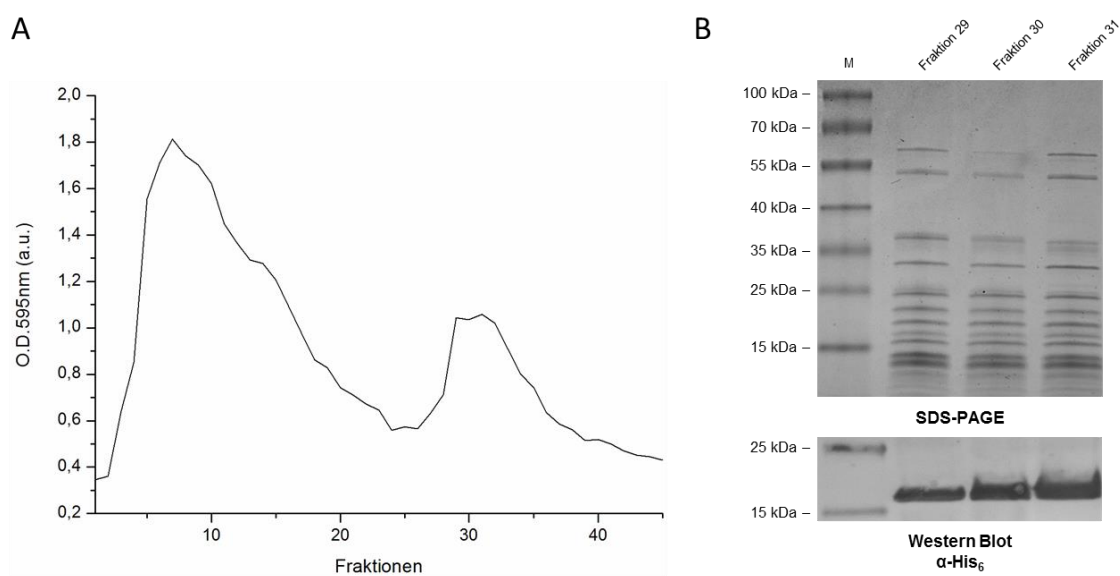 A
2,0
1,8
1,6
1,4
1,2
1,0
0,8
0,6
0,4
0,2
O.D.595nm (a.u.)
10 20 30 40
Fraktionen
B
M Fraktion 29 Fraktion 30 Fraktion 31
100 kDa –
70 kDa –
55 kDa –
40 kDa –
35 kDa –
25 kDa –
15 kDa –
SDS-PAGE
25 kDa –
15 kDa –
Western Blot
α-His₆